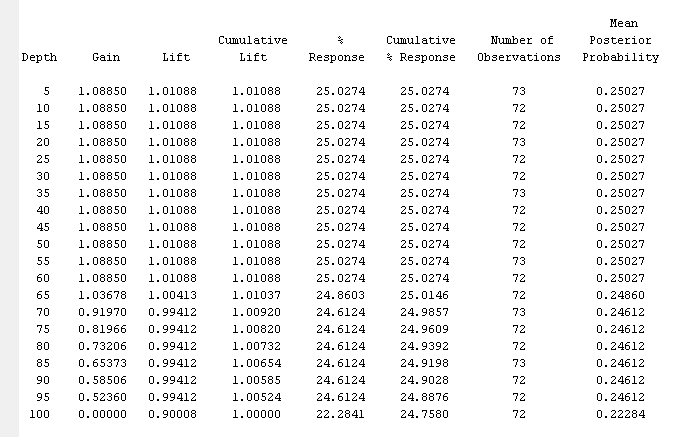 Mean
Cumulative % Cumulative Number of Posterior
Depth Gain Lift Lift Response % Response Observations Probability
5 1.08850 1.01088 1.01088 25.0274 25.0274 73 0.25027
10 1.08850 1.01088 1.01088 25.0274 25.0274 72 0.25027
15 1.08850 1.01088 1.01088 25.0274 25.0274 72 0.25027
20 1.08850 1.01088 1.01088 25.0274 25.0274 73 0.25027
25 1.08850 1.01088 1.01088 25.0274 25.0274 72 0.25027
30 1.08850 1.01088 1.01088 25.0274 25.0274 72 0.25027
35 1.08850 1.01088 1.01088 25.0274 25.0274 73 0.25027
40 1.08850 1.01088 1.01088 25.0274 25.0274 72 0.25027
45 1.08850 1.01088 1.01088 25.0274 25.0274 72 0.25027
50 1.08850 1.01088 1.01088 25.0274 25.0274 72 0.25027
55 1.08850 1.01088 1.01088 25.0274 25.0274 73 0.25027
60 1.08850 1.01088 1.01088 25.0274 25.0274 72 0.25027
65 1.03678 1.00413 1.01037 24.8603 25.0146 72 0.24860
70 0.91970 0.99412 1.00920 24.6124 24.9857 73 0.24612
75 0.81966 0.99412 1.00820 24.6124 24.9609 72 0.24612
80 0.73206 0.99412 1.00732 24.6124 24.9392 72 0.24612
85 0.65373 0.99412 1.00654 24.6124 24.9198 73 0.24612
90 0.58506 0.99412 1.00585 24.6124 24.9028 72 0.24612
95 0.52360 0.99412 1.00524 24.6124 24.8876 72 0.24612
100 0.00000 0.90008 1.00000 22.2841 24.7580 72 0.22284